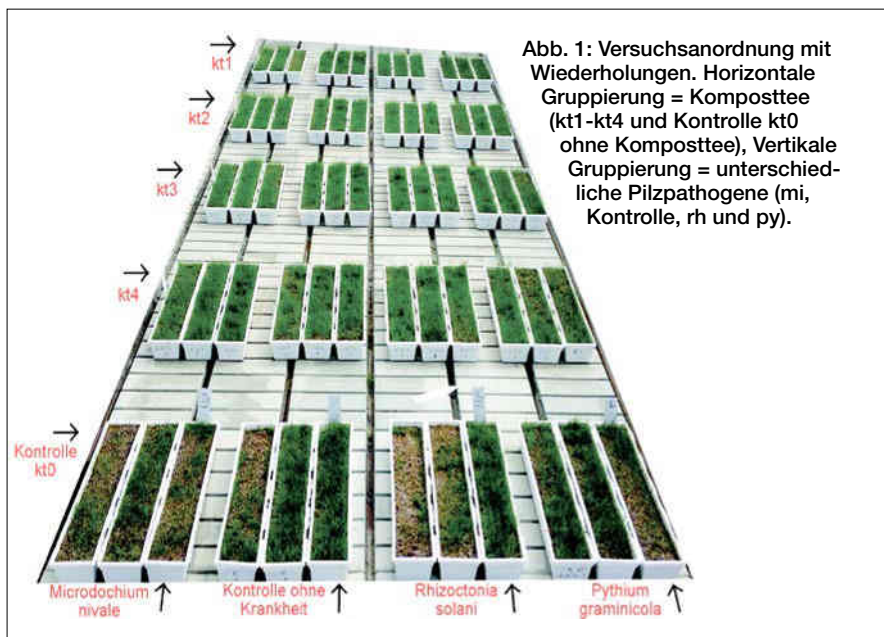 Abb. 1: Versuchsanordnung mit
Wiederholungen. Horizontale
Gruppierung = Komposttee
(kt1-kt4 und Kontrolle kt0
ohne Komposttee), Vertikale
Gruppierung = unterschied-
liche Pilzpathogene (mi,
Kontrolle, rh und py).
kt1
kt2
kt3
kt4
Kontrolle
kt0
Microdochium
nivale
Kontrolle ohne
Krankheit
Rhizoctonia
solani
Pythium
graminicola